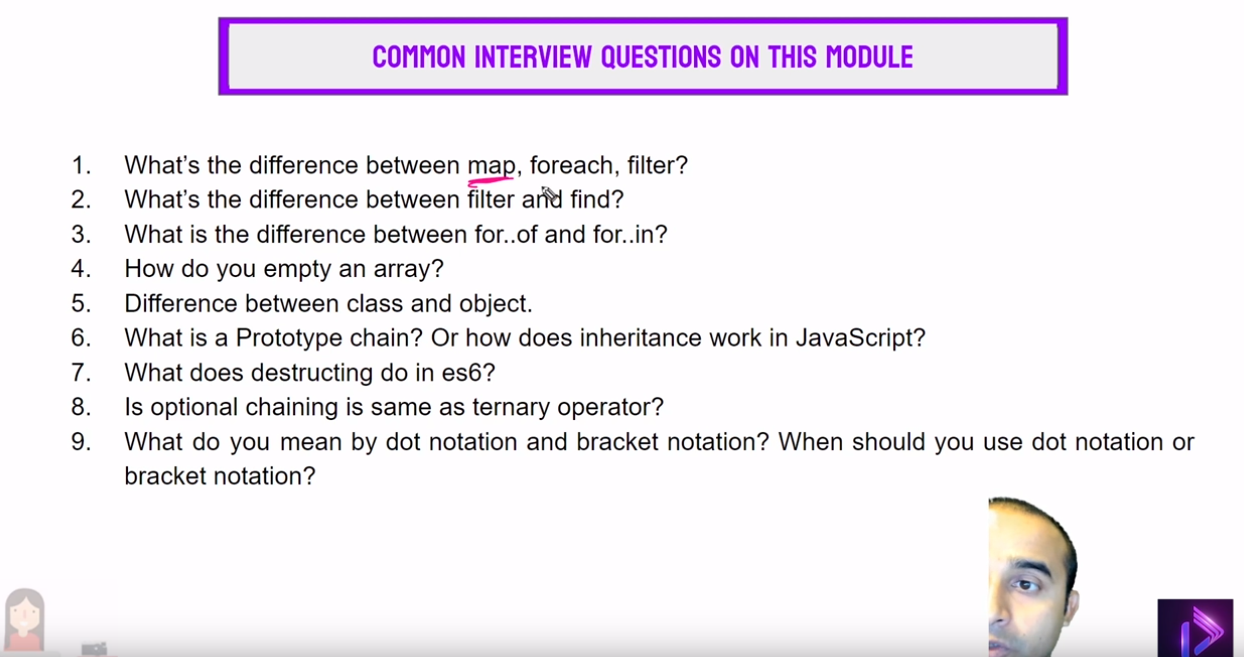 COMMON INTERVIEW QUESTIONS ON THIS MODULE
1. What's the difference between map, foreach, filter?
2. What's the difference between filter and find?
3. What is the difference between for..of and for..in?
4. How do you empty an array?
5. Difference between class and object.
6. What is a Prototype chain? Or how does inheritance work in JavaScript?
7. What does destructing do in es6?
8. Is optional chaining is same as ternary operator?
9. What do you mean by dot notation and bracket notation? When should you use dot notation or
bracket notation?